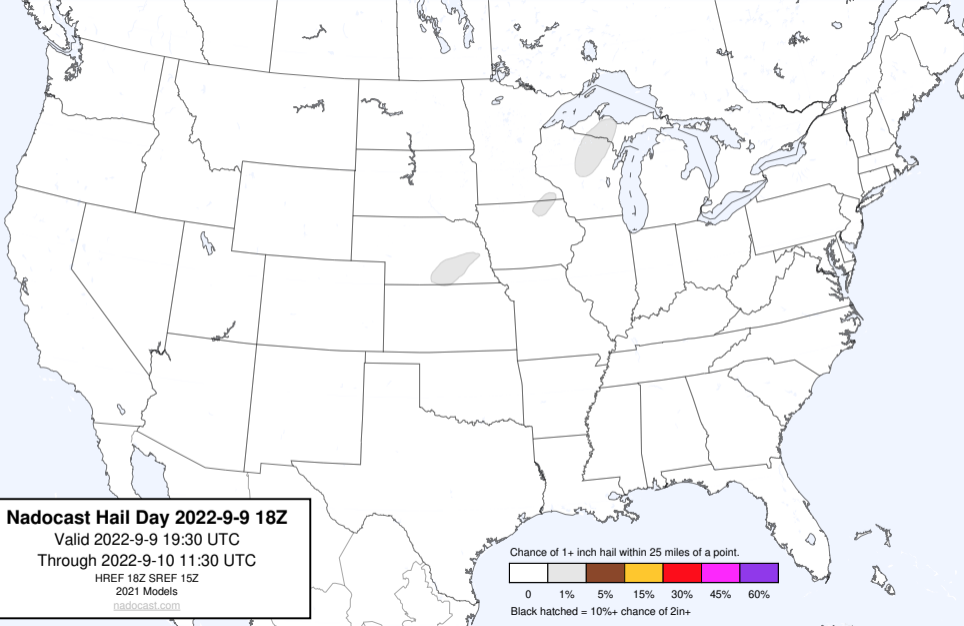 Nadocast Hail Day 2022-9-9 18Z
Valid 2022-9-9 19:30 UTC
Through 2022-9-10 11:30 UTC
HREF 18Z SREF 15Z
2021 Models
nadocast.com
Chance of 1+ inch hail within 25 miles of a point.
0 1% 5% 15% 30% 45% 60%
Black hatched = 10%+ chance of 2in+